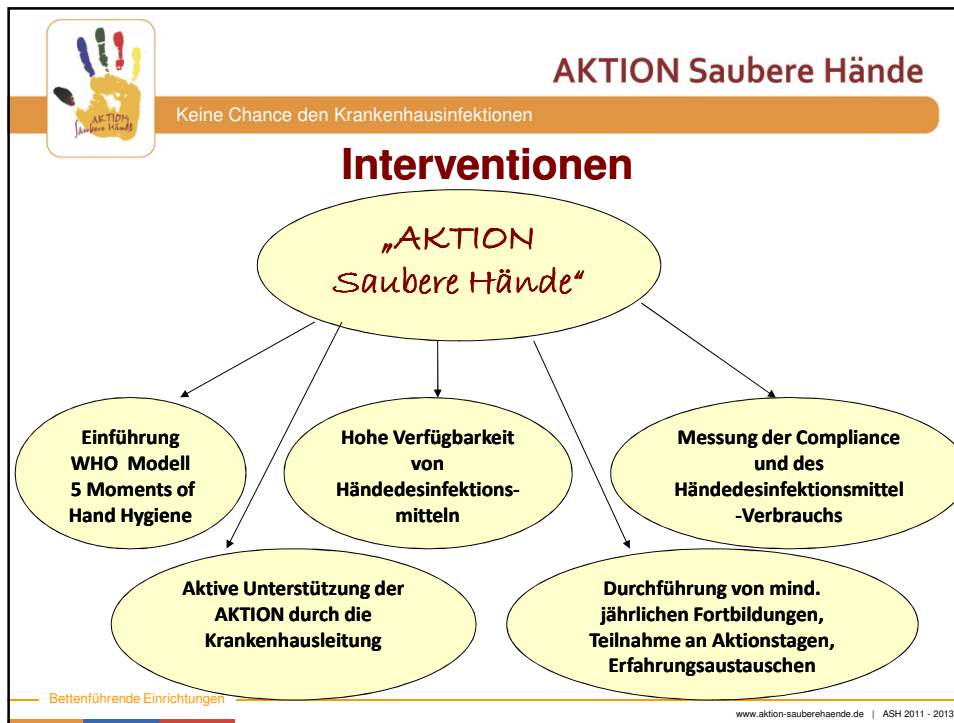 AKTION
Saubere Hände
AKTION Saubere Hände
Keine Chance den Krankenhausinfektionen
Interventionen
„AKTION
Saubere Hände“
Einführung
WHO Modell
5 Moments of
Hand Hygiene
Hohe Verfügbarkeit
von
Händedesinfektions-
mitteln
Messung der Compliance
und des
Händedesinfektionsmittel
-Verbrauchs
Aktive Unterstützung der
AKTION durch die
Krankenhausleitung
Durchführung von mind.
jährlichen Fortbildungen,
Teilnahme an Aktionstagen,
Erfahrungsaustauschen
Bettenführende Einrichtungen
www.aktion-sauberehaende.de | ASH 2011 - 2013